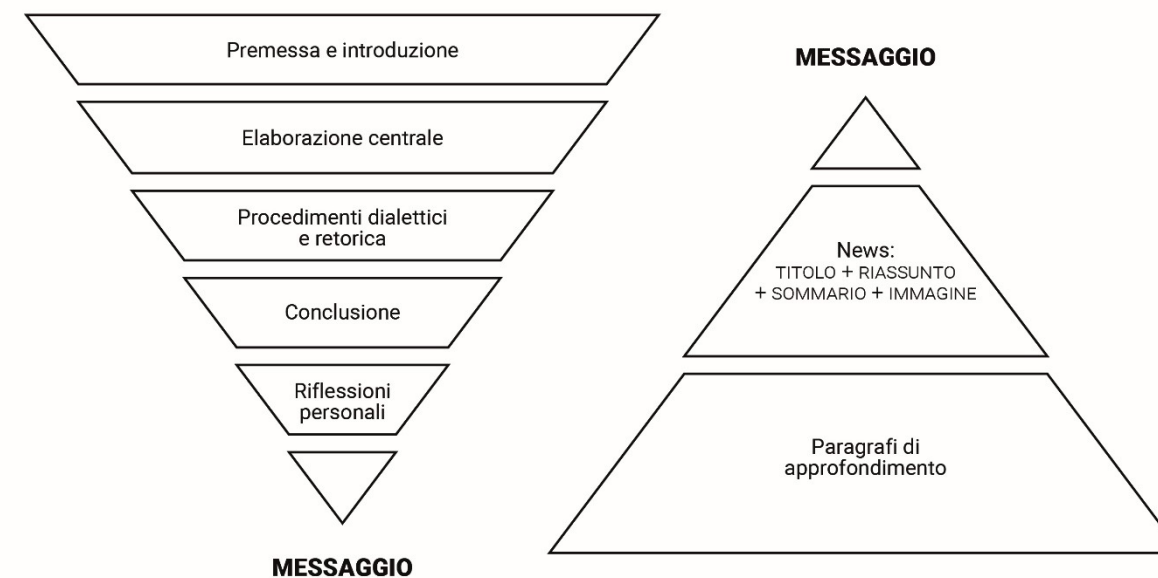 Premessa e introduzione
Elaborazione centrale
Procedimenti dialettici
e retorica
Conclusione
Riflessioni
personali
MESSAGGIO
MESSAGGIO
News:
TITOLO + RIASSUNTO
+ SOMMARIO + IMMAGINE
Paragrafi di
approfondimento